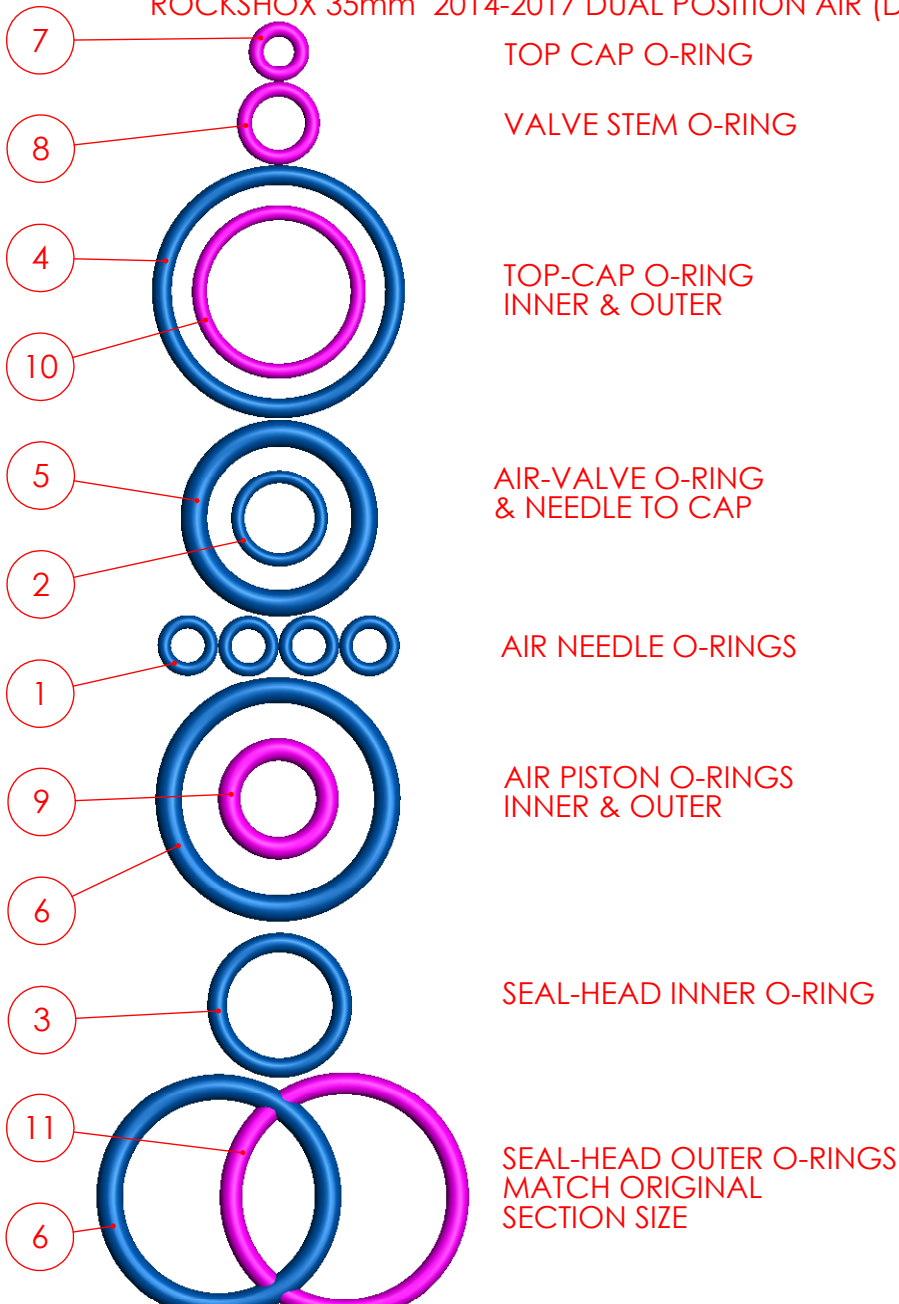 ROCKSHOX 35mm 2014-2017 DUAL POSITION AIR (D
7
TOP CAP O-RING
8
VALVE STEM O-RING
4
TOP-CAP O-RING
INNER & OUTER
10
5
AIR-VALVE O-RING
& NEEDLE TO CAP
2
1
AIR NEEDLE O-RINGS
9
AIR PISTON O-RINGS
INNER & OUTER
6
3
SEAL-HEAD INNER O-RING
11
SEAL-HEAD OUTER O-RINGS
MATCH ORIGINAL
SECTION SIZE
6